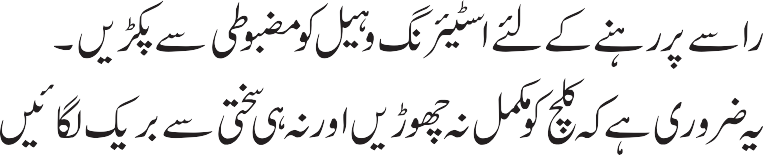 راسے پر رہنے کے لئے اسٹیئرنگ وہیل کو مضبوطی سے پکڑیں۔
یہ ضروری ہے کہ کلچ کو مکمل نہ چھوڑیں اور نہ ہی سختی سے بریک لگائیں